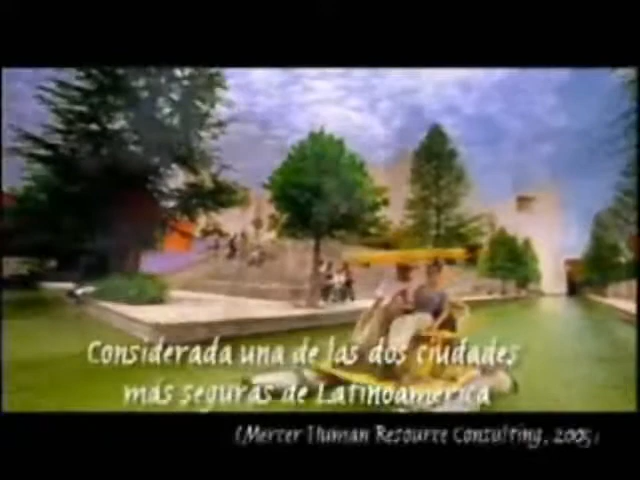 Considerada una de las dos ciudades
más seguras de Latinoamérica
(Mercer Human Resource Consulting, 2005)